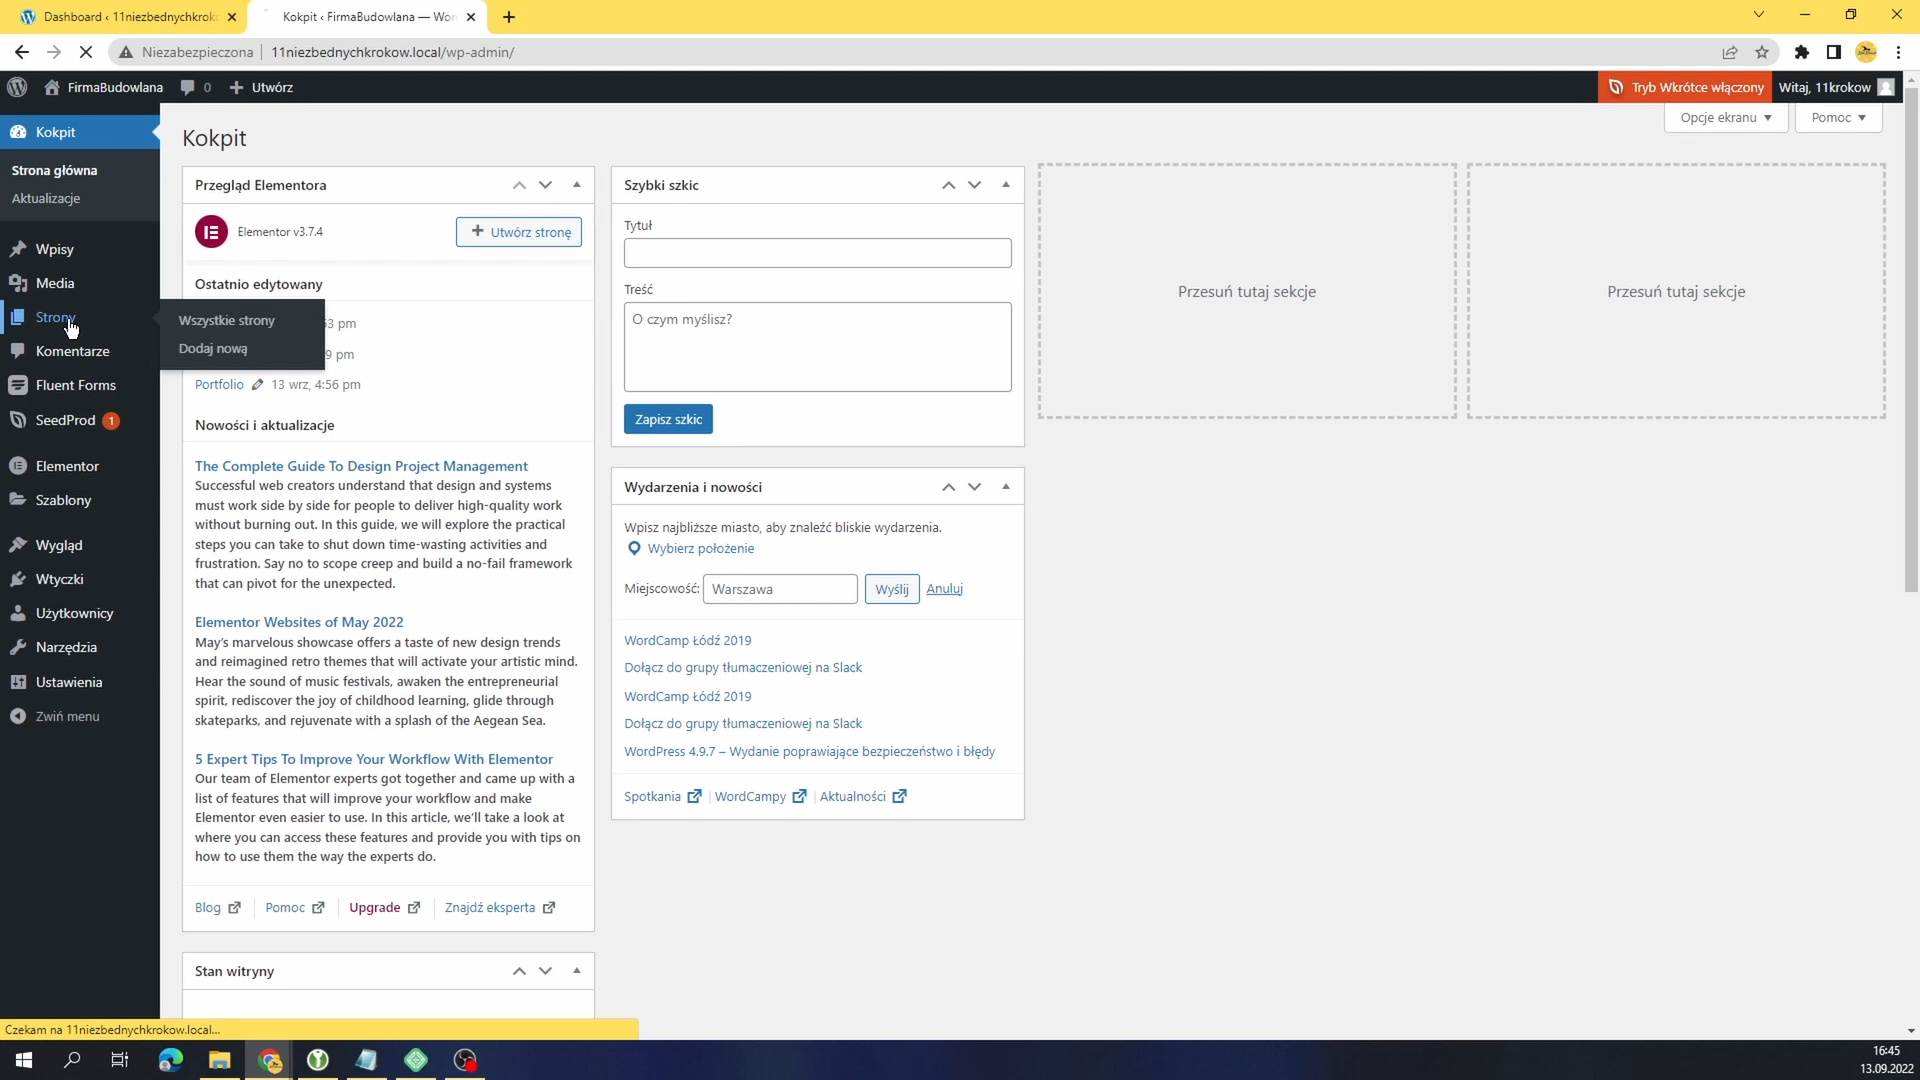 Dashboard ‹ 11niezbednychkrok
Kokpit ‹ FirmaBudowlana — Wor
Niezabezpieczona
11niezbednychkrokow.local/wp-admin/
FirmaBudowlana
0
Utwórz
Tryb Wkrótce włączony
Witaj, 11krokow
Opcje ekranu
Pomoc
Kokpit
Strona główna
Aktualizacje
Wpisy
Media
Strony
Komentarze
Fluent Forms
SeedProd 1
Elementor
Szablony
Wygląd
Wtyczki
Użytkownicy
Narzędzia
Ustawienia
Zwiń menu
Wszystkie strony
Dodaj nową
Kokpit
Przegląd Elementora
Elementor v3.7.4
Utwórz stronę
Ostatnio edytowany
3 pm
9 pm
Portfolio
13 wrz, 4:56 pm
Nowości i aktualizacje
The Complete Guide To Design Project Management
Successful web creators understand that design and systems
must work side by side for people to deliver high-quality work
without burning out. In this guide, we will explore the practical
steps you can take to shut down time-wasting activities and
frustration. Say no to scope creep and build a no-fail framework
that can pivot for the unexpected.
Elementor Websites of May 2022
May’s marvelous showcase offers a taste of new design trends
and reimagined retro themes that will activate your artistic mind.
Hear the sound of music festivals, awaken the entrepreneurial
spirit, rediscover the joy of childhood learning, glide through
skateparks, and rejuvenate with a splash of the Aegean Sea.
5 Expert Tips To Improve Your Workflow With Elementor
Our team of Elementor experts got together and came up with a
list of features that will improve your workflow and make
Elementor even easier to use. In this article, we’ll take a look at
where you can access these features and provide you with tips on
how to use them the way the experts do.
Blog
Pomoc
Upgrade
Znajdź eksperta
Stan witryny
Szybki szkic
Tytuł
Treść
O czym myślisz?
Zapisz szkic
Wydarzenia i nowości
Wpisz najbliższe miasto, aby znaleźć bliskie wydarzenia.
Wybierz położenie
Miejscowość:
Warszawa
Wyślij
Anuluj
WordCamp Łódź 2019
Dołącz do grupy tłumaczeniowej na Slack
WordCamp Łódź 2019
Dołącz do grupy tłumaczeniowej na Slack
WordPress 4.9.7 – Wydanie poprawiające bezpieczeństwo i błędy
Spotkania
WordCampy
Aktualności
Przesuń tutaj sekcje
Przesuń tutaj sekcje
Czekam na 11niezbednychkrokow.local...
16:45
13.09.2022